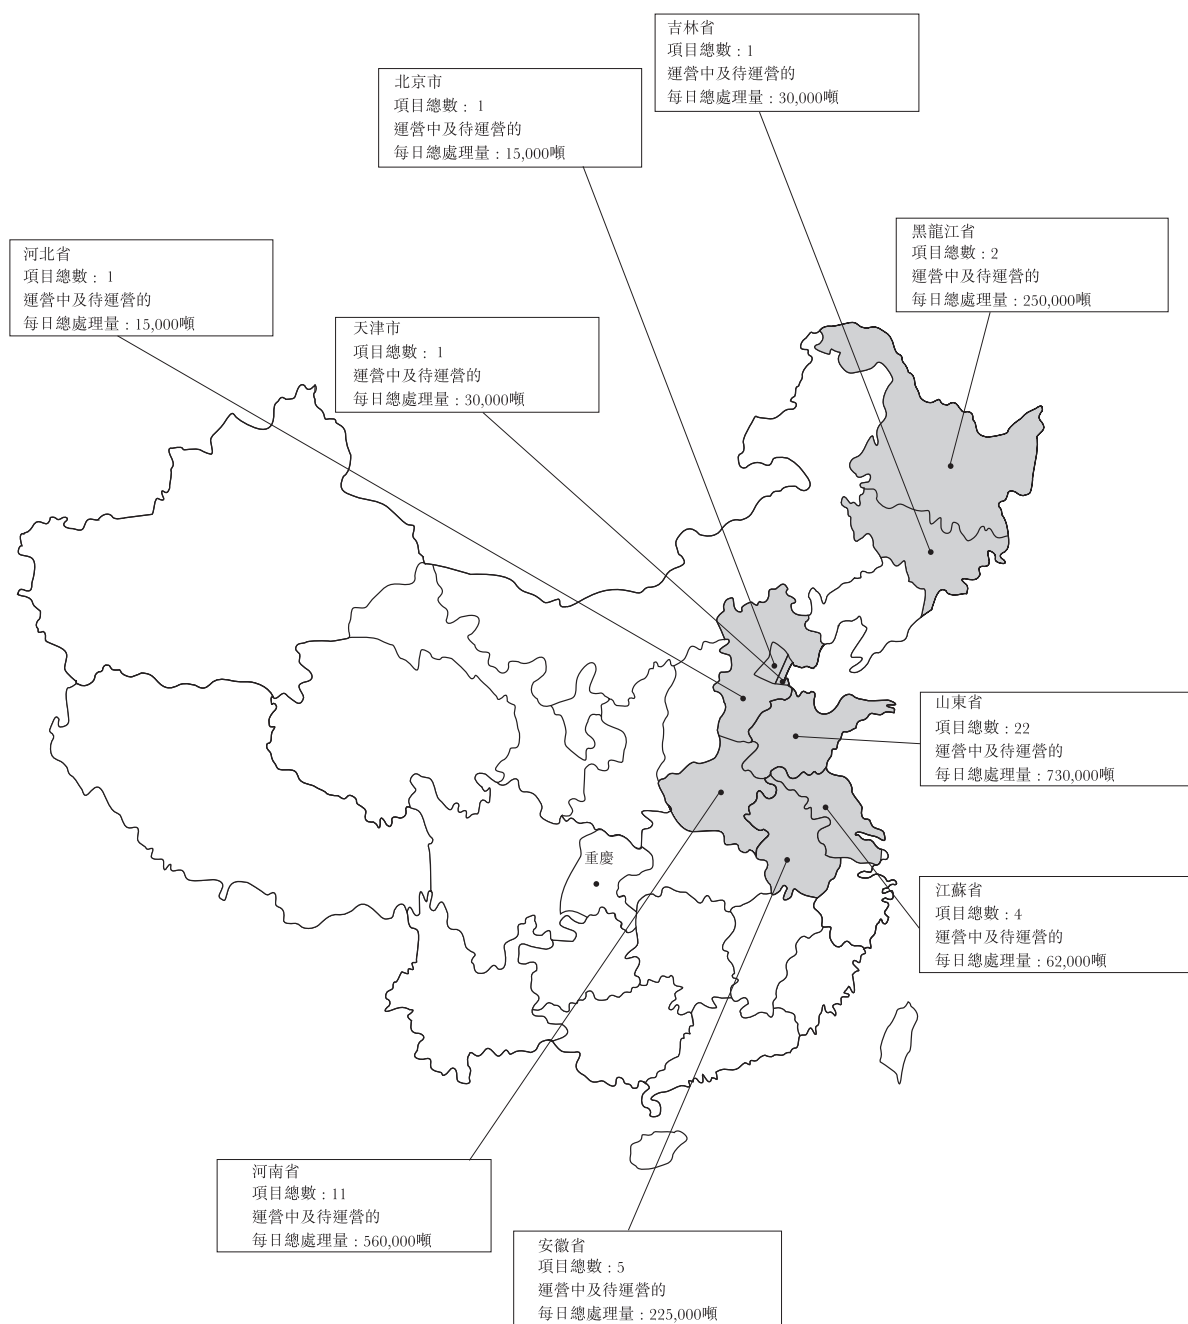 吉林省
項目總數：1
運營中及待運營的
每日總處理量：30,000噸
北京市
項目總數： 1
運營中及待運營的
每日總處理量：15,000噸
黑龍江省
項目總數：2
運營中及待運營的
每日總處理量：250,000噸
河北省
項目總數： 1
運營中及待運營的
每日總處理量：15,000噸
天津市
項目總數： 1
運營中及待運營的
每日總處理量：30,000噸
山東省
項目總數：22
運營中及待運營的
每日總處理量：730,000噸
重慶
江蘇省
項目總數：4
運營中及待運營的
每日總處理量：62,000噸
河南省
項目總數：11
運營中及待運營的
每日總處理量：560,000噸
安徽省
項目總數：5
運營中及待運營的
每日總處理量：225,000噸